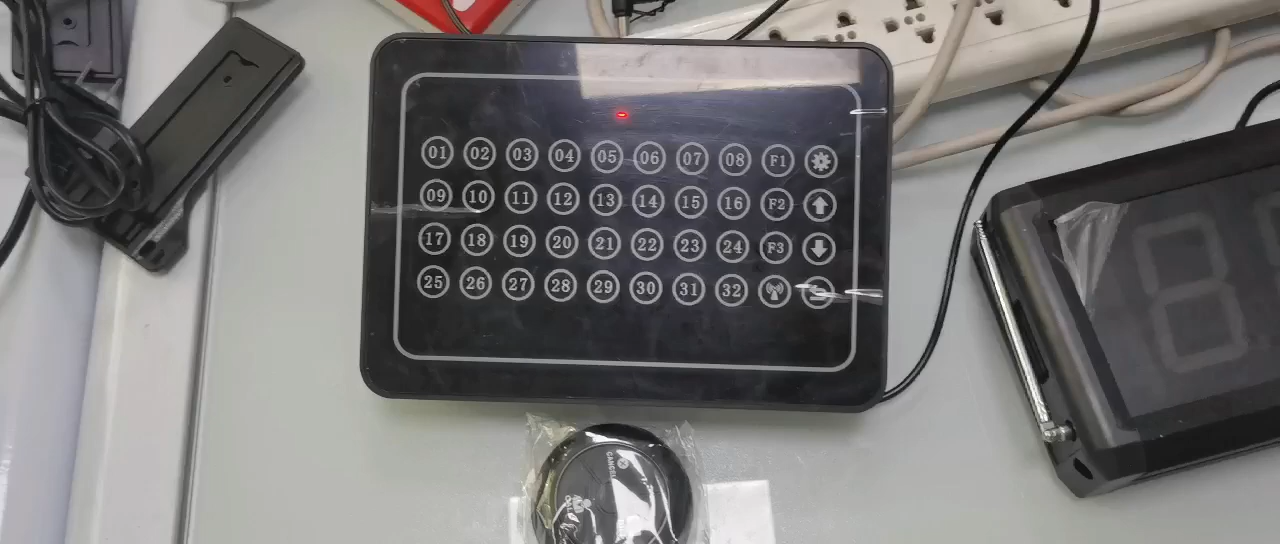 01 02 03 04 05 06 07 08 F1
09 10 11 12 13 14 15 16 F2
17 18 19 20 21 22 23 24 F3
25 26 27 28 29 30 31 32
CANCEL
CALL